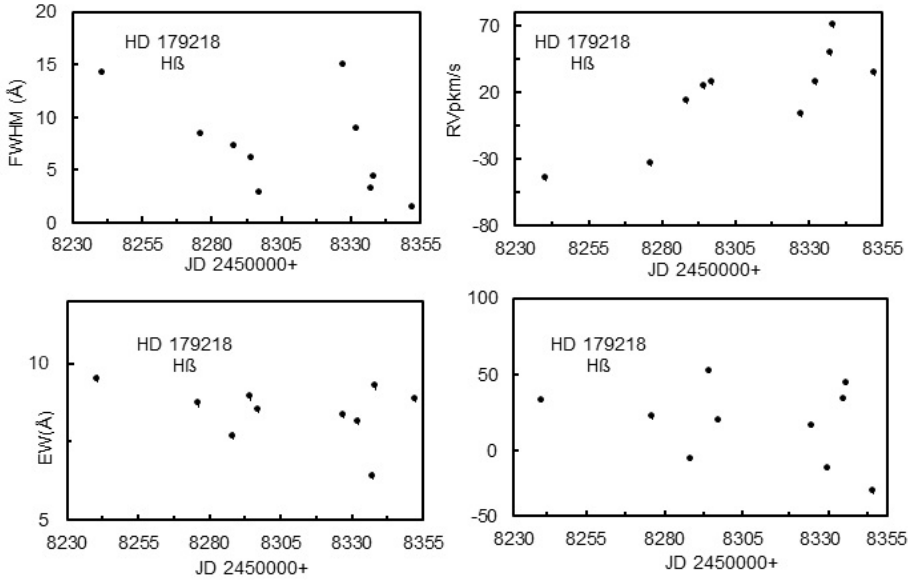 20
15
10
5
0
FWHM (Å)
HD 179218
Hß
8230 8255 8280 8305 8330 8355
JD 2450000+
70
20
-30
-80
RVpkm/s
HD 179218
Hß
8230 8255 8280 8305 8330 8355
JD 2450000+
10
5
EW(Å)
HD 179218
Hß
8230 8255 8280 8305 8330 8355
JD 2450000+
100
50
0
-50
HD 179218
Hß
8230 8255 8280 8305 8330 8355
JD 2450000+